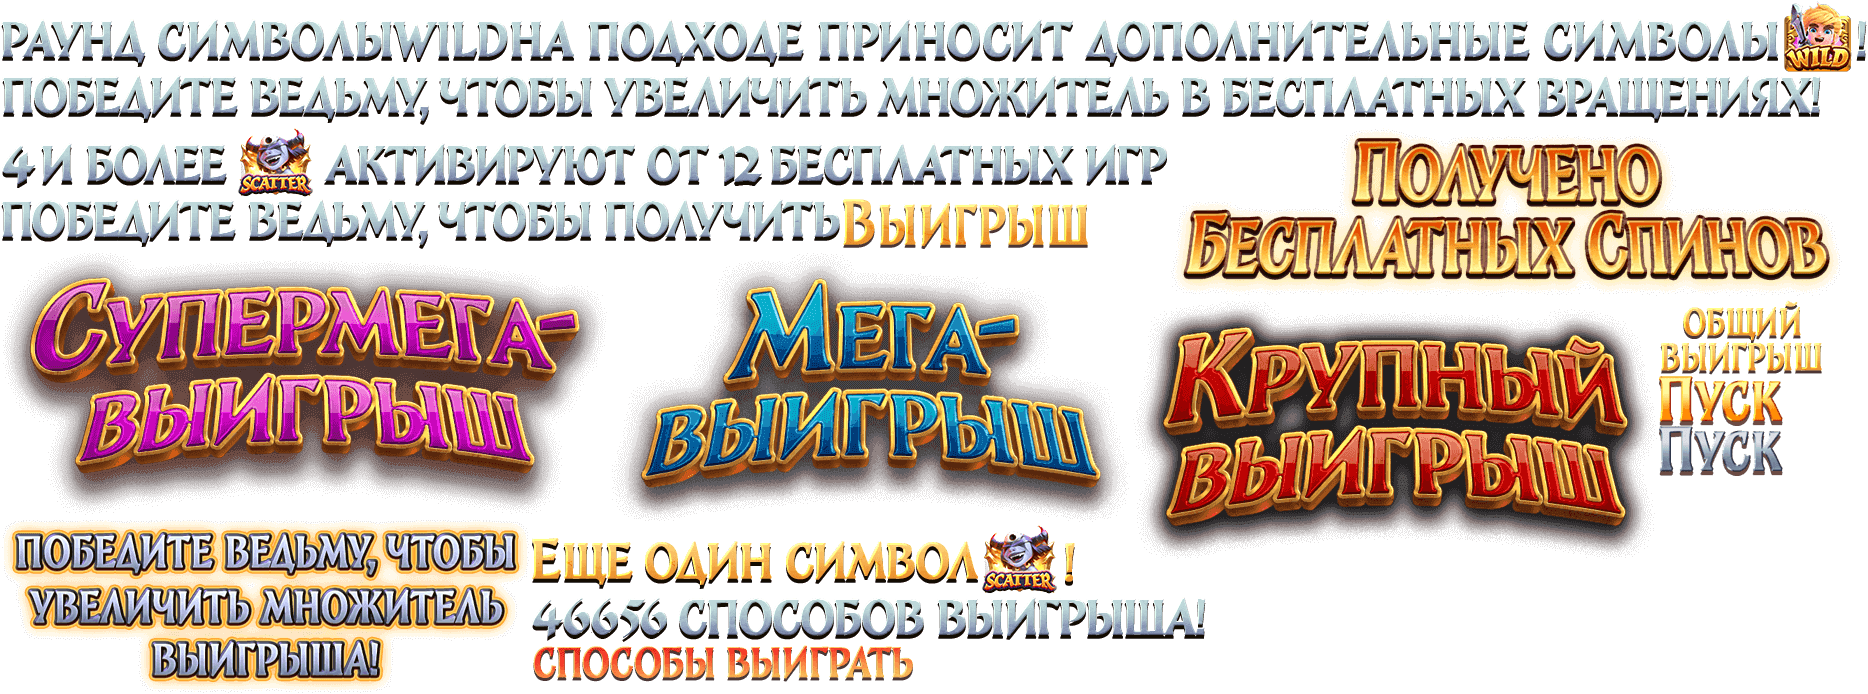 РАУНД СИМВОЛЫWILDНА ПОДХОДЕ ПРИНОСИТ ДОПОЛНИТЕЛЬНЫЕ СИМВОЛЫ WILD !
ПОБЕДИТЕ ВЕДЬМУ, ЧТОБЫ УВЕЛИЧИТЬ МНОЖИТЕЛЬ В БЕСПЛАТНЫХ ВРАЩЕНИЯХ!
4 И БОЛЕЕ SCATTER АКТИВИРУЮТ ОТ 12 БЕСПЛАТНЫХ ИГР
ПОБЕДИТЕ ВЕДЬМУ, ЧТОБЫ ПОЛУЧИТЬ
Выигрыш
Получено
Бесплатных Спинов
Супермега-
выигрыш
Мега-
выигрыш
Крупный
выигрыш
ОБЩИЙ
ВЫИГРЫШ
Пуск
Пуск
ПОБЕДИТЕ ВЕДЬМУ, ЧТОБЫ
УВЕЛИЧИТЬ МНОЖИТЕЛЬ
ВЫИГРЫША!
Еще один символ SCATTER !
46656 СПОСОБОВ ВЫИГРЫША!
СПОСОБЫ ВЫИГРАТЬ